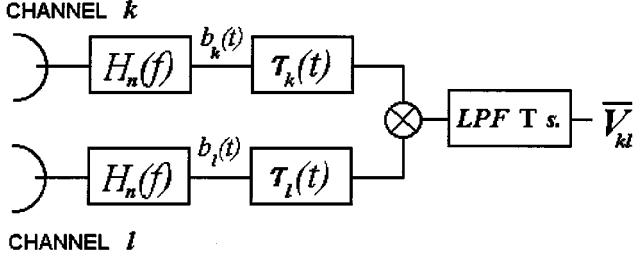 CHANNEL k
H_n(f) b_k(t) τ_k(t)
LPF T s. V̅_kl
H_n(f) b_l(t) τ_l(t)
CHANNEL l